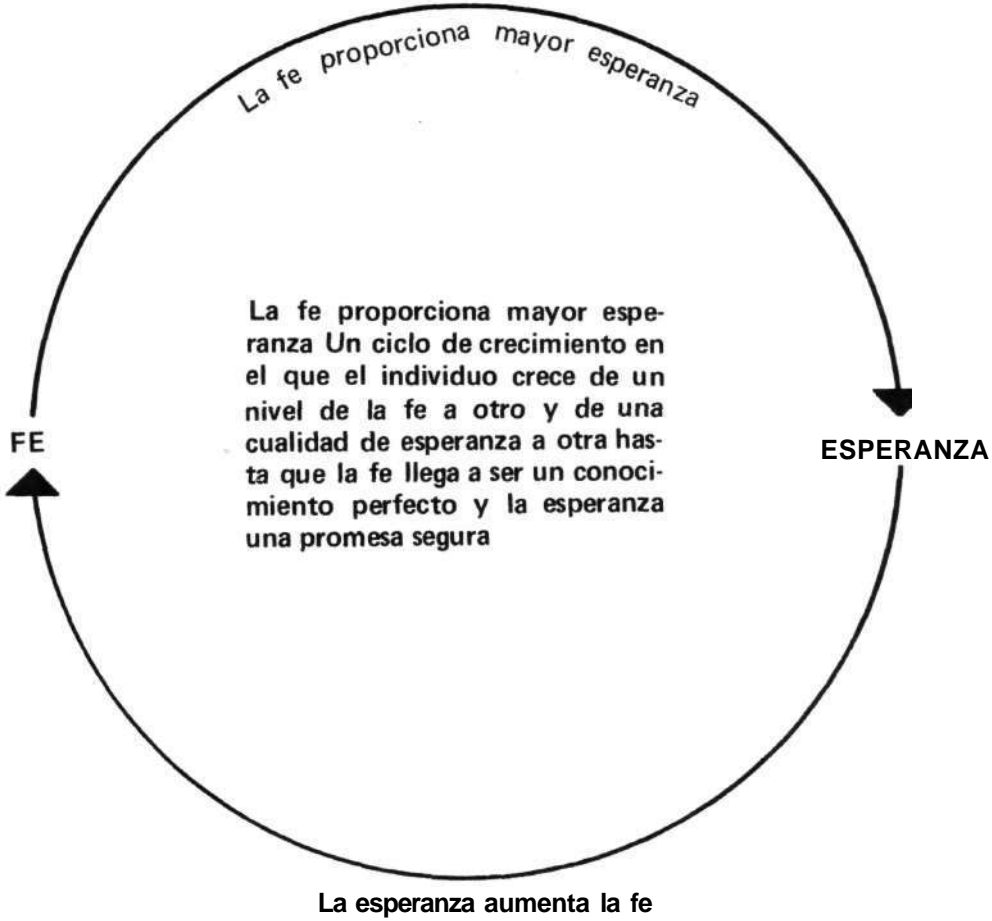 La fe proporciona mayor esperanza
La fe proporciona mayor espe-
ranza Un ciclo de crecimiento en
el que el individuo crece de un
nivel de la fe a otro y de una
cualidad de esperanza a otra has-
ta que la fe llega a ser un conoci-
miento perfecto y la esperanza
una promesa segura
FE
ESPERANZA
La esperanza aumenta la fe